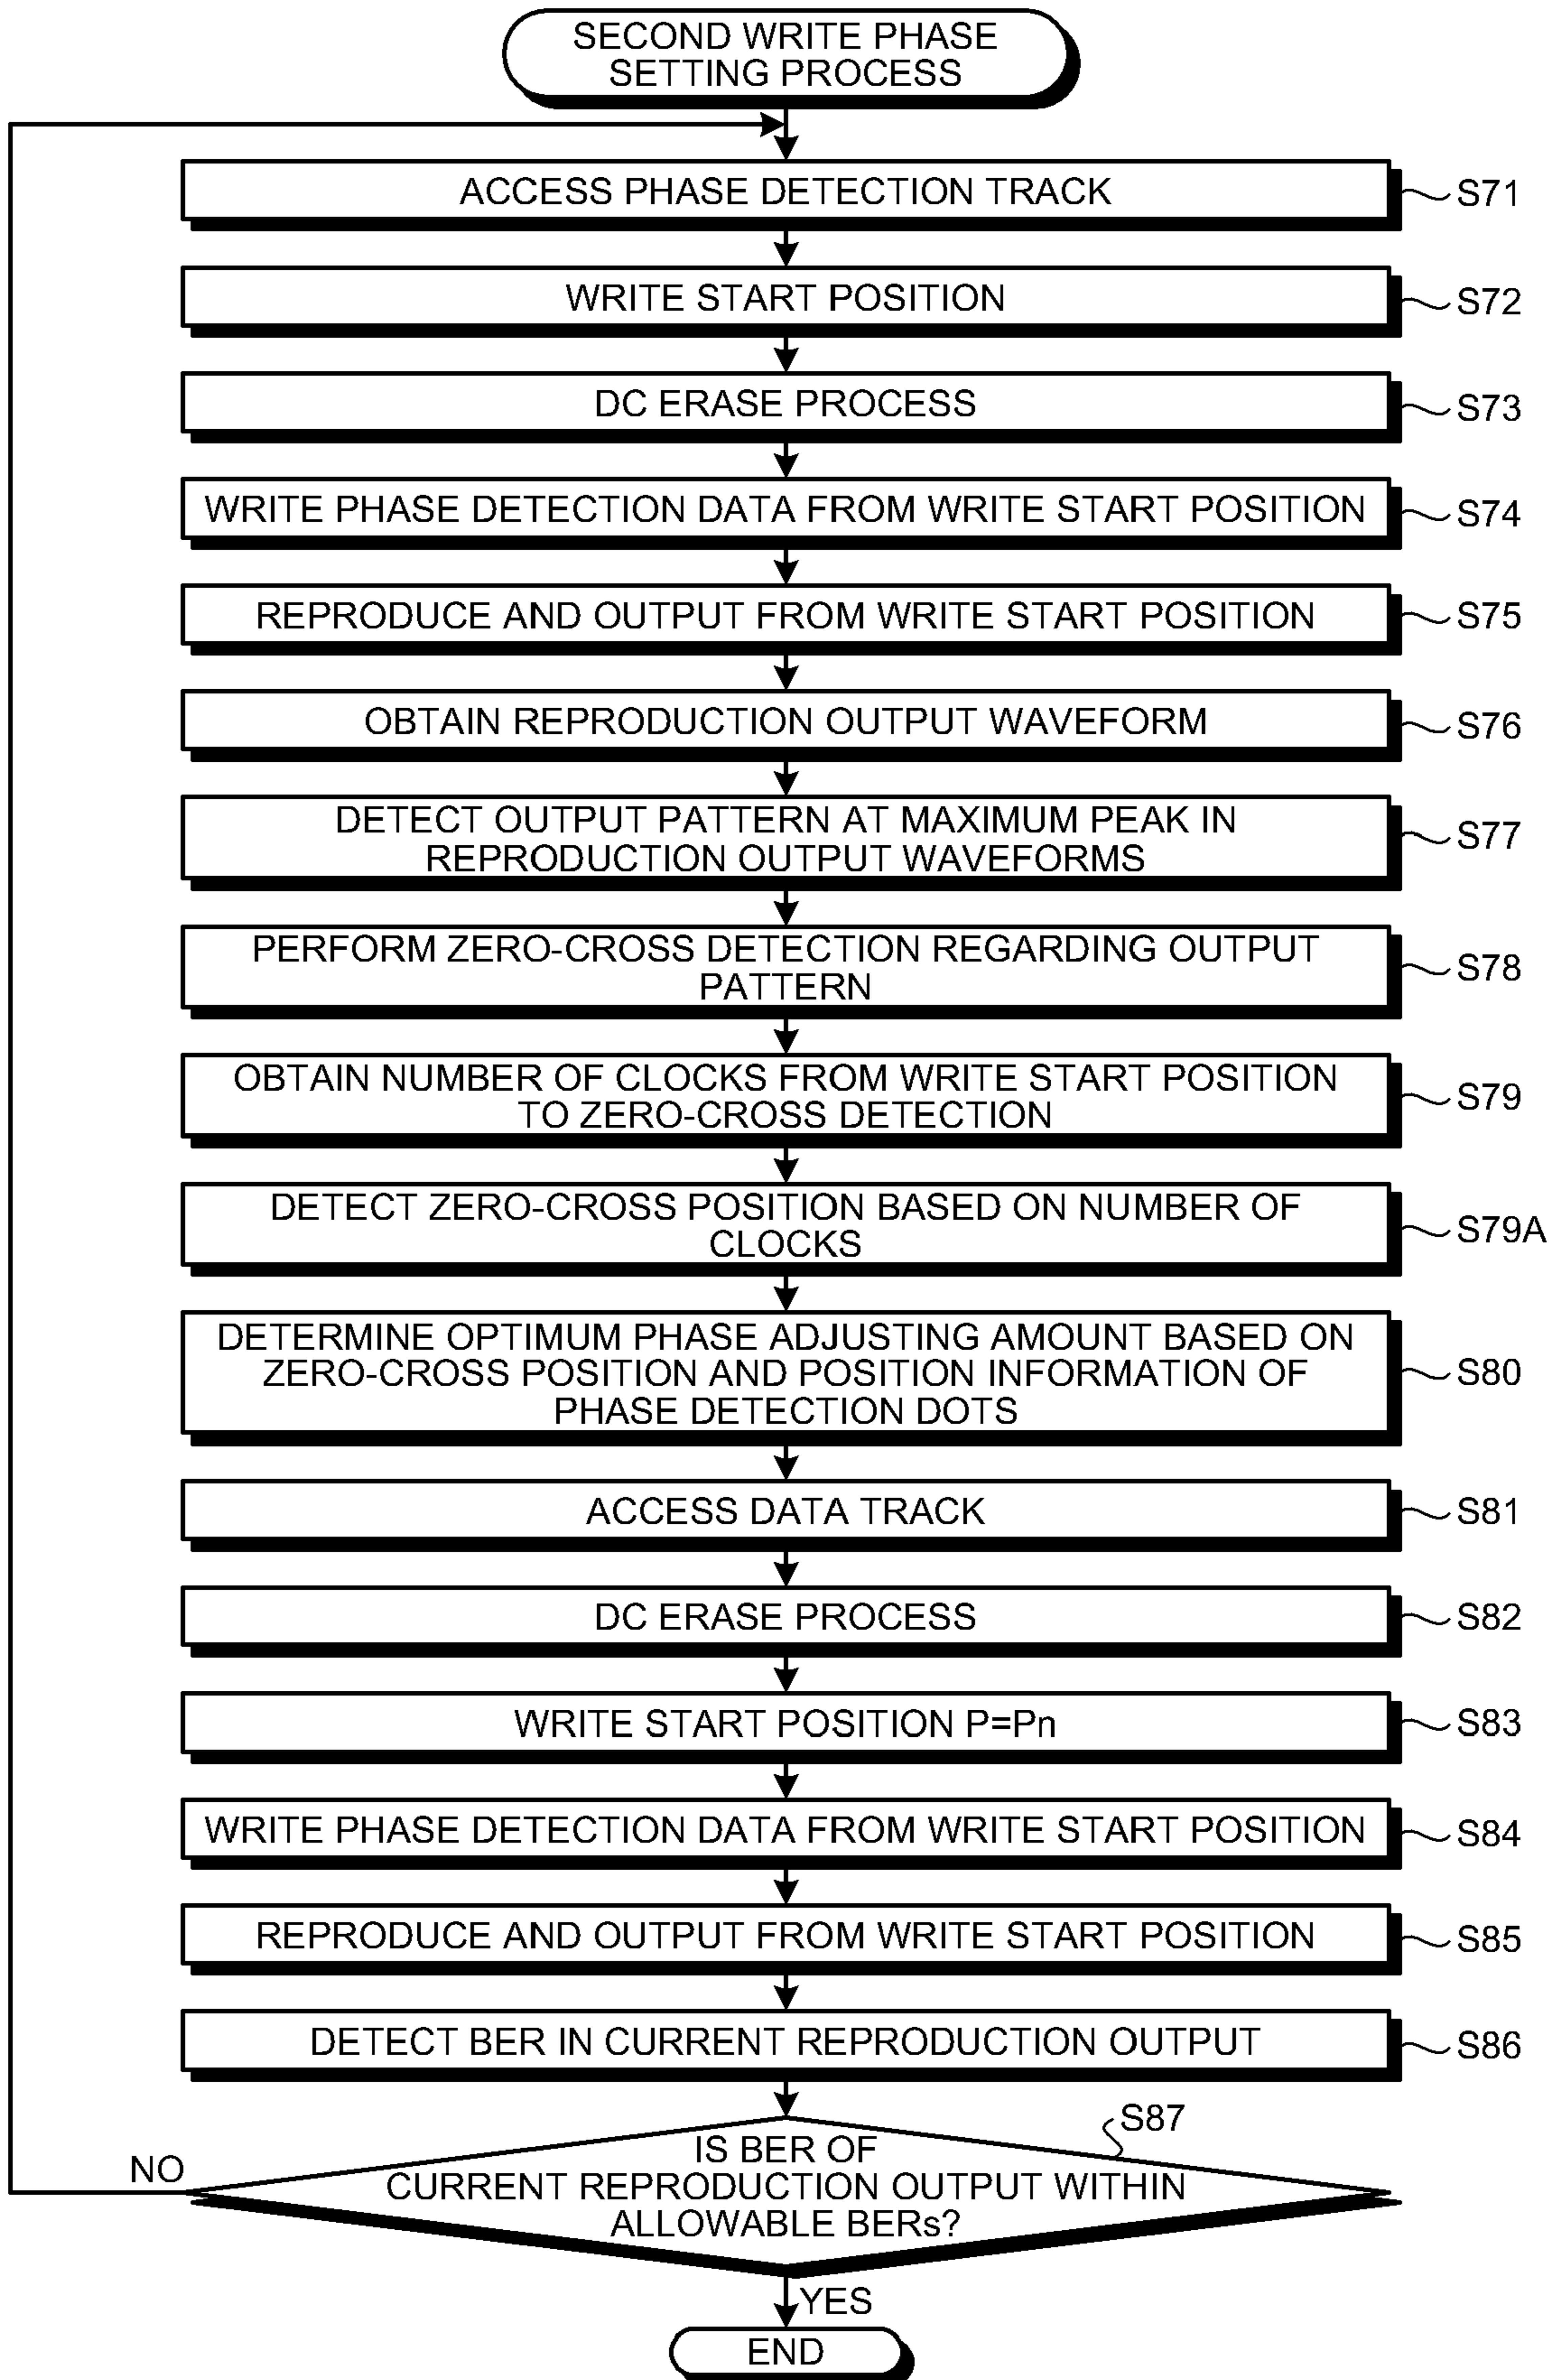 SECOND WRITE PHASE
SETTING PROCESS
ACCESS PHASE DETECTION TRACK
S71
WRITE START POSITION
S72
DC ERASE PROCESS
S73
WRITE PHASE DETECTION DATA FROM WRITE START POSITION
S74
REPRODUCE AND OUTPUT FROM WRITE START POSITION
S75
OBTAIN REPRODUCTION OUTPUT WAVEFORM
S76
DETECT OUTPUT PATTERN AT MAXIMUM PEAK IN
REPRODUCTION OUTPUT WAVEFORMS
S77
PERFORM ZERO-CROSS DETECTION REGARDING OUTPUT
PATTERN
S78
OBTAIN NUMBER OF CLOCKS FROM WRITE START POSITION
TO ZERO-CROSS DETECTION
S79
DETECT ZERO-CROSS POSITION BASED ON NUMBER OF
CLOCKS
S79A
DETERMINE OPTIMUM PHASE ADJUSTING AMOUNT BASED ON
ZERO-CROSS POSITION AND POSITION INFORMATION OF
PHASE DETECTION DOTS
S80
ACCESS DATA TRACK
S81
DC ERASE PROCESS
S82
WRITE START POSITION P=Pn
S83
WRITE PHASE DETECTION DATA FROM WRITE START POSITION
S84
REPRODUCE AND OUTPUT FROM WRITE START POSITION
S85
DETECT BER IN CURRENT REPRODUCTION OUTPUT
S86
S87
IS BER OF
CURRENT REPRODUCTION OUTPUT WITHIN
ALLOWABLE BERs?
NO
YES
END